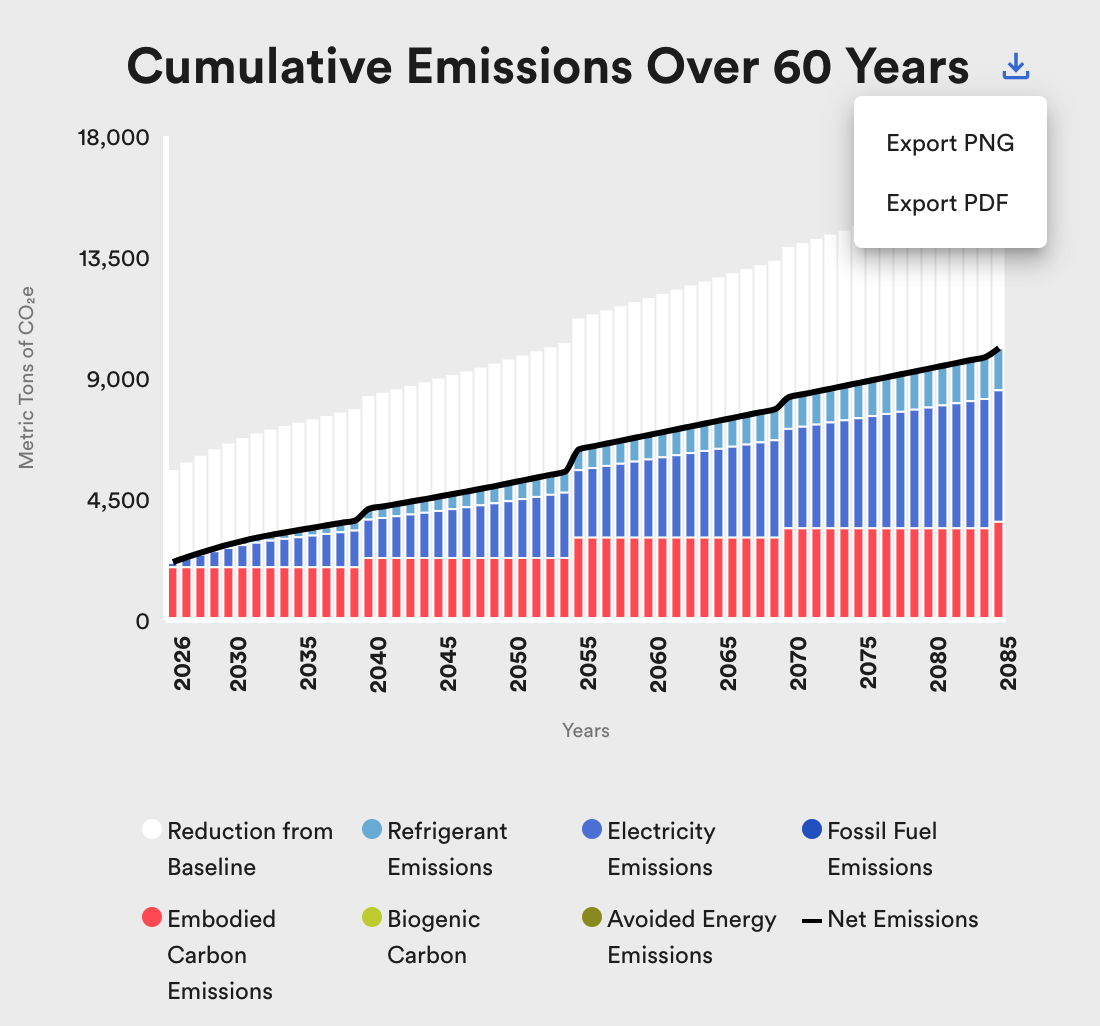 Cumulative Emissions Over 60 Years
Export PNG
Export PDF
18,000
13,500
9,000
4,500
0
Metric Tons of CO₂e
2026
2030
2035
2040
2045
2050
2055
2060
2065
2070
2075
2080
2085
Years
Reduction from
Baseline
Refrigerant
Emissions
Electricity
Emissions
Fossil Fuel
Emissions
Embodied
Carbon
Emissions
Biogenic
Carbon
Avoided Energy
Emissions
Net Emissions